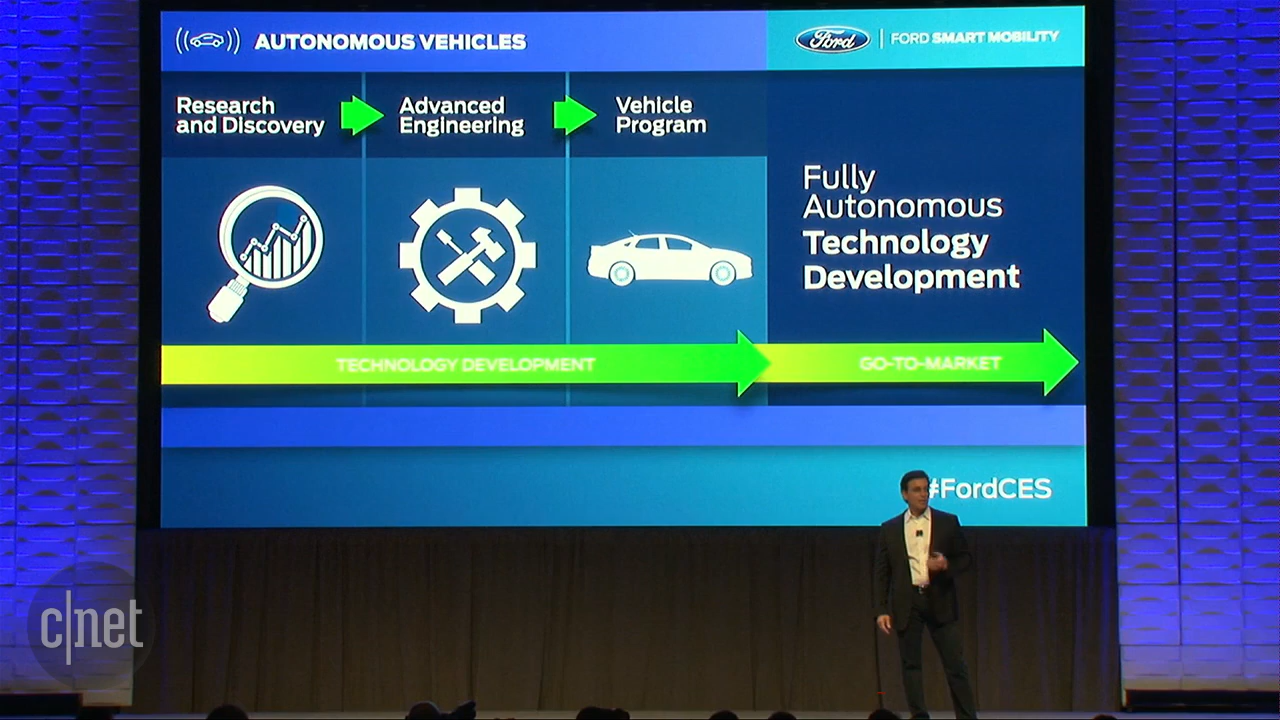 AUTONOMOUS VEHICLES
Ford
FORD SMART MOBILITY
Research
and Discovery
Advanced
Engineering
Vehicle
Program
Fully
Autonomous
Technology
Development
TECHNOLOGY DEVELOPMENT
GO-TO-MARKET
#FordCES
c|net